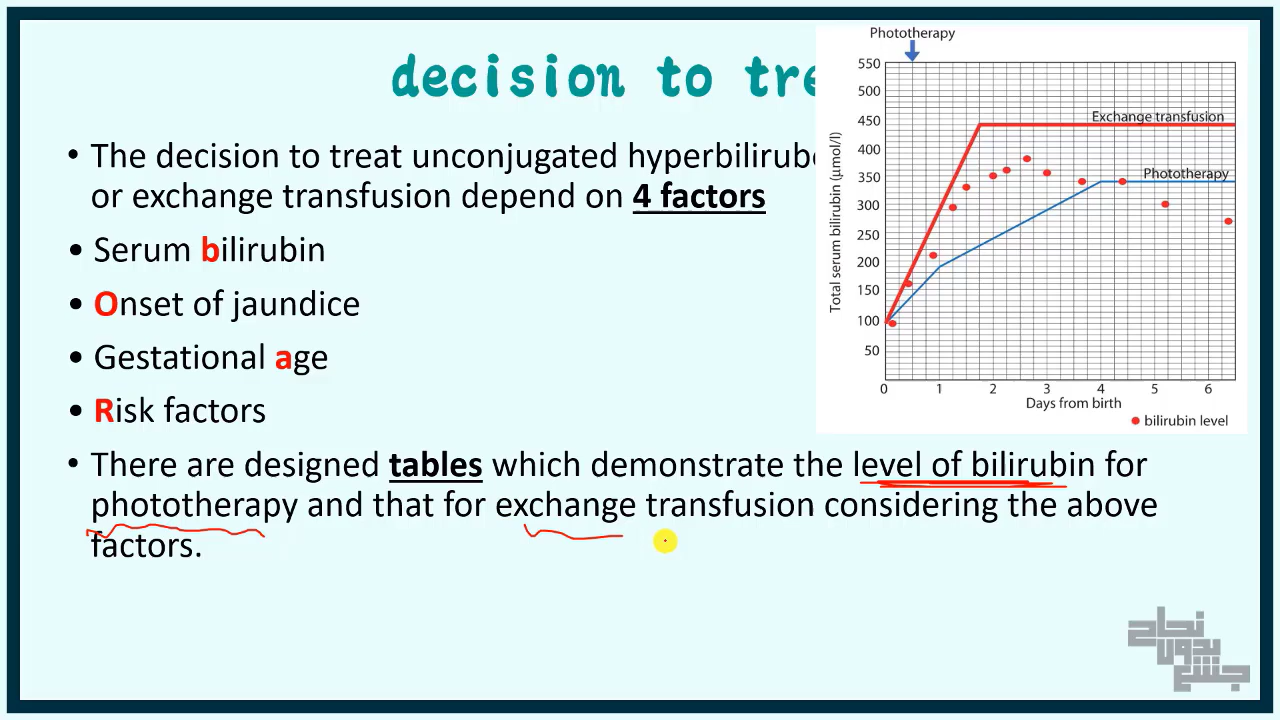 decision to tre
• The decision to treat unconjugated hyperbilirub
or exchange transfusion depend on 4 factors
• Serum bilirubin
• Onset of jaundice
• Gestational age
• Risk factors
• There are designed tables which demonstrate the level of bilirubin for
phototherapy and that for exchange transfusion considering the above
factors.
Phototherapy
Total serum bilirubin (µmol/l)
550
500
450
400
350
300
250
200
150
100
50
Exchange transfusion
Phototherapy
0 1 2 3 4 5 6
Days from birth
bilirubin level
نجاح
بدون
جشع